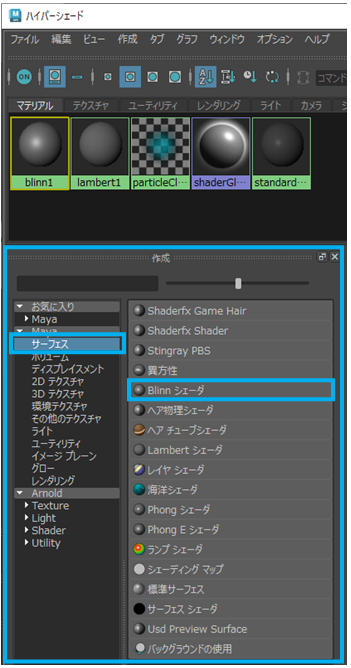 ハイパーシェード
ファイル 編集 ビュー 作成 タブ グラフ ウィンドウ オプション ヘルプ
ON コマンド
マテリアル テクスチャ ユーティリティ レンダリング ライト カメラ
blinn1 lambert1 particleCl... shaderGl... standard...
作成
お気に入り
Maya
Maya
サーフェス
ボリューム
ディスプレイスメント
2D テクスチャ
3D テクスチャ
環境テクスチャ
その他のテクスチャ
ライト
ユーティリティ
イメージ プレーン
グロー
レンダリング
Arnold
Texture
Light
Shader
Utility
Shaderfx Game Hair
Shaderfx Shader
Stingray PBS
異方性
Blinn シェーダ
ヘア物理シェーダ
ヘア チューブシェーダ
Lambert シェーダ
レイヤ シェーダ
海洋シェーダ
Phong シェーダ
Phong E シェーダ
ランプ シェーダ
シェーディング マップ
標準サーフェス
サーフェス シェーダ
Usd Preview Surface
バックグラウンドの使用